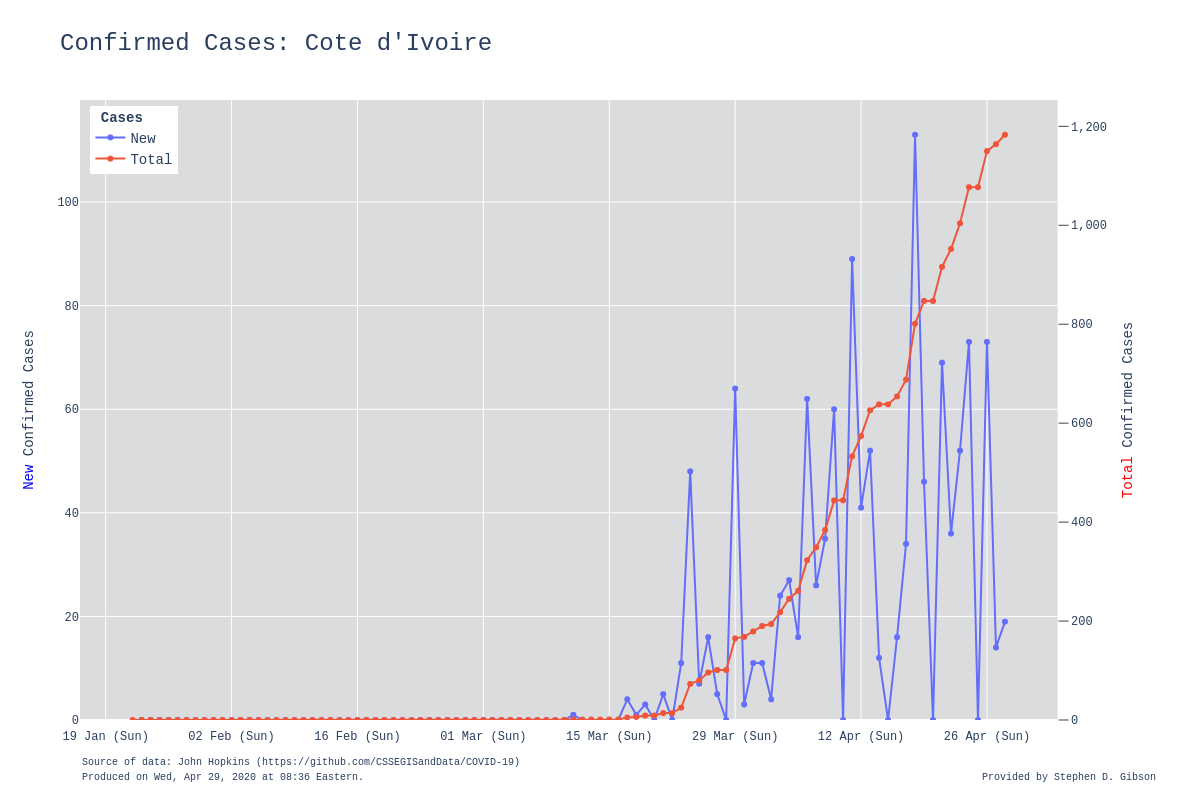 Confirmed Cases: Cote d'Ivoire
Cases
New
Total
100
80
60
40
20
0
1,200
1,000
800
600
400
200
0
New Confirmed Cases
Total Confirmed Cases
19 Jan (Sun)
02 Feb (Sun)
16 Feb (Sun)
01 Mar (Sun)
15 Mar (Sun)
29 Mar (Sun)
12 Apr (Sun)
26 Apr (Sun)
Source of data: John Hopkins (https://github.com/CSSEGISandData/COVID-19)
Produced on Wed, Apr 29, 2020 at 08:36 Eastern.
Provided by Stephen D. Gibson